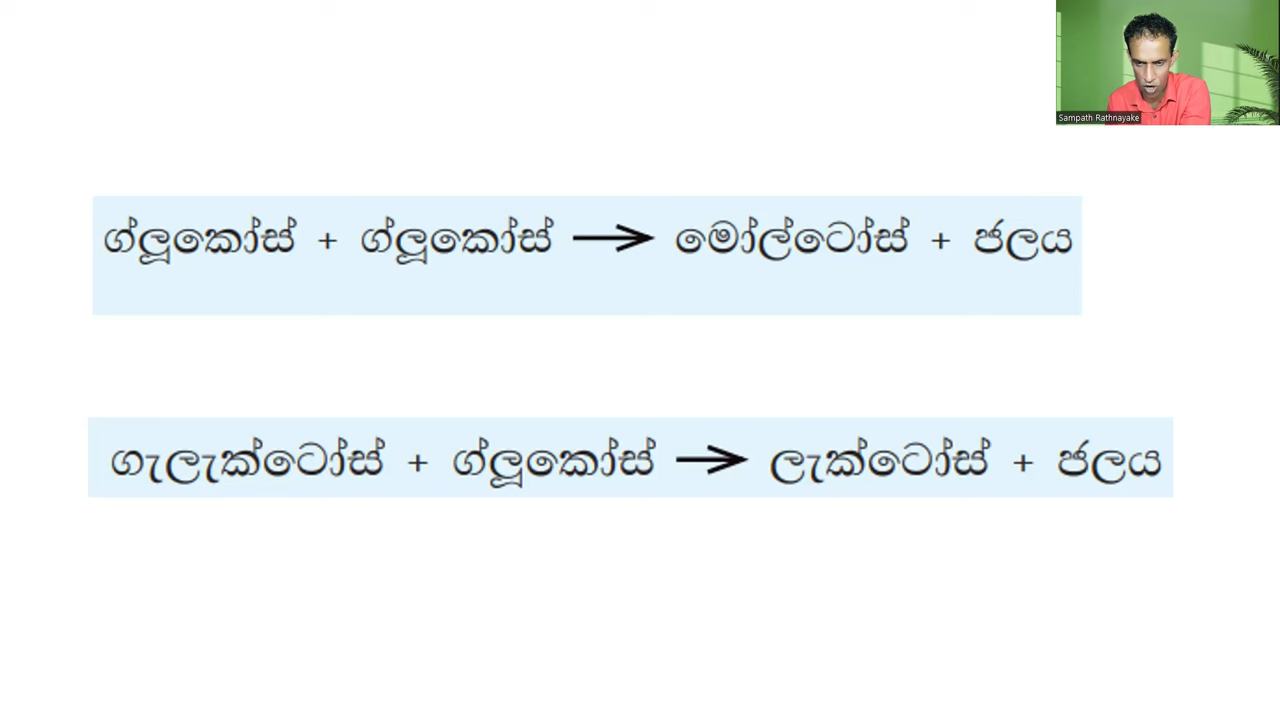 Sampath Rathnayake
ග්ලූකෝස් + ග්ලූකෝස් → මෝල්ටෝස් + ජලය
ගැලැක්ටෝස් + ග්ලූකෝස් → ලැක්ටෝස් + ජලය